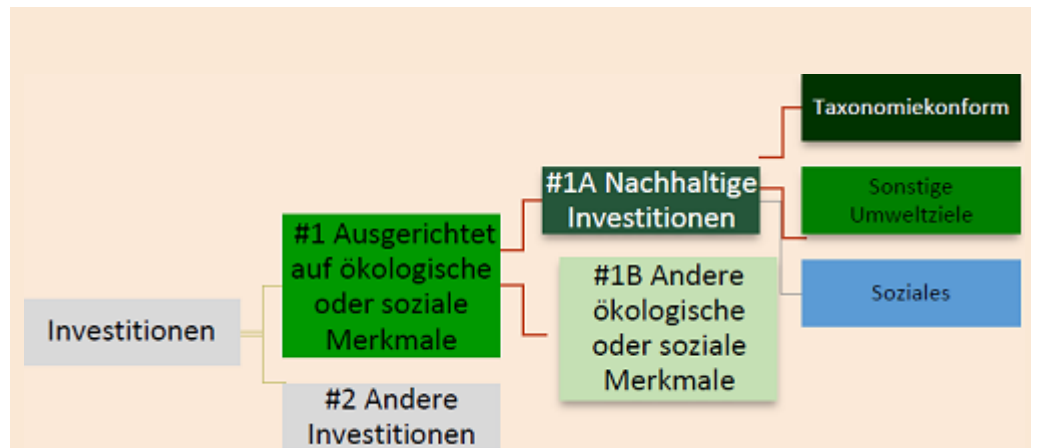 Investitionen
#1 Ausgerichtet
auf ökologische
oder soziale
Merkmale
#2 Andere
Investitionen
#1A Nachhaltige
Investitionen
#1B Andere
ökologische
oder soziale
Merkmale
Taxonomiekonform
Sonstige
Umweltziele
Soziales